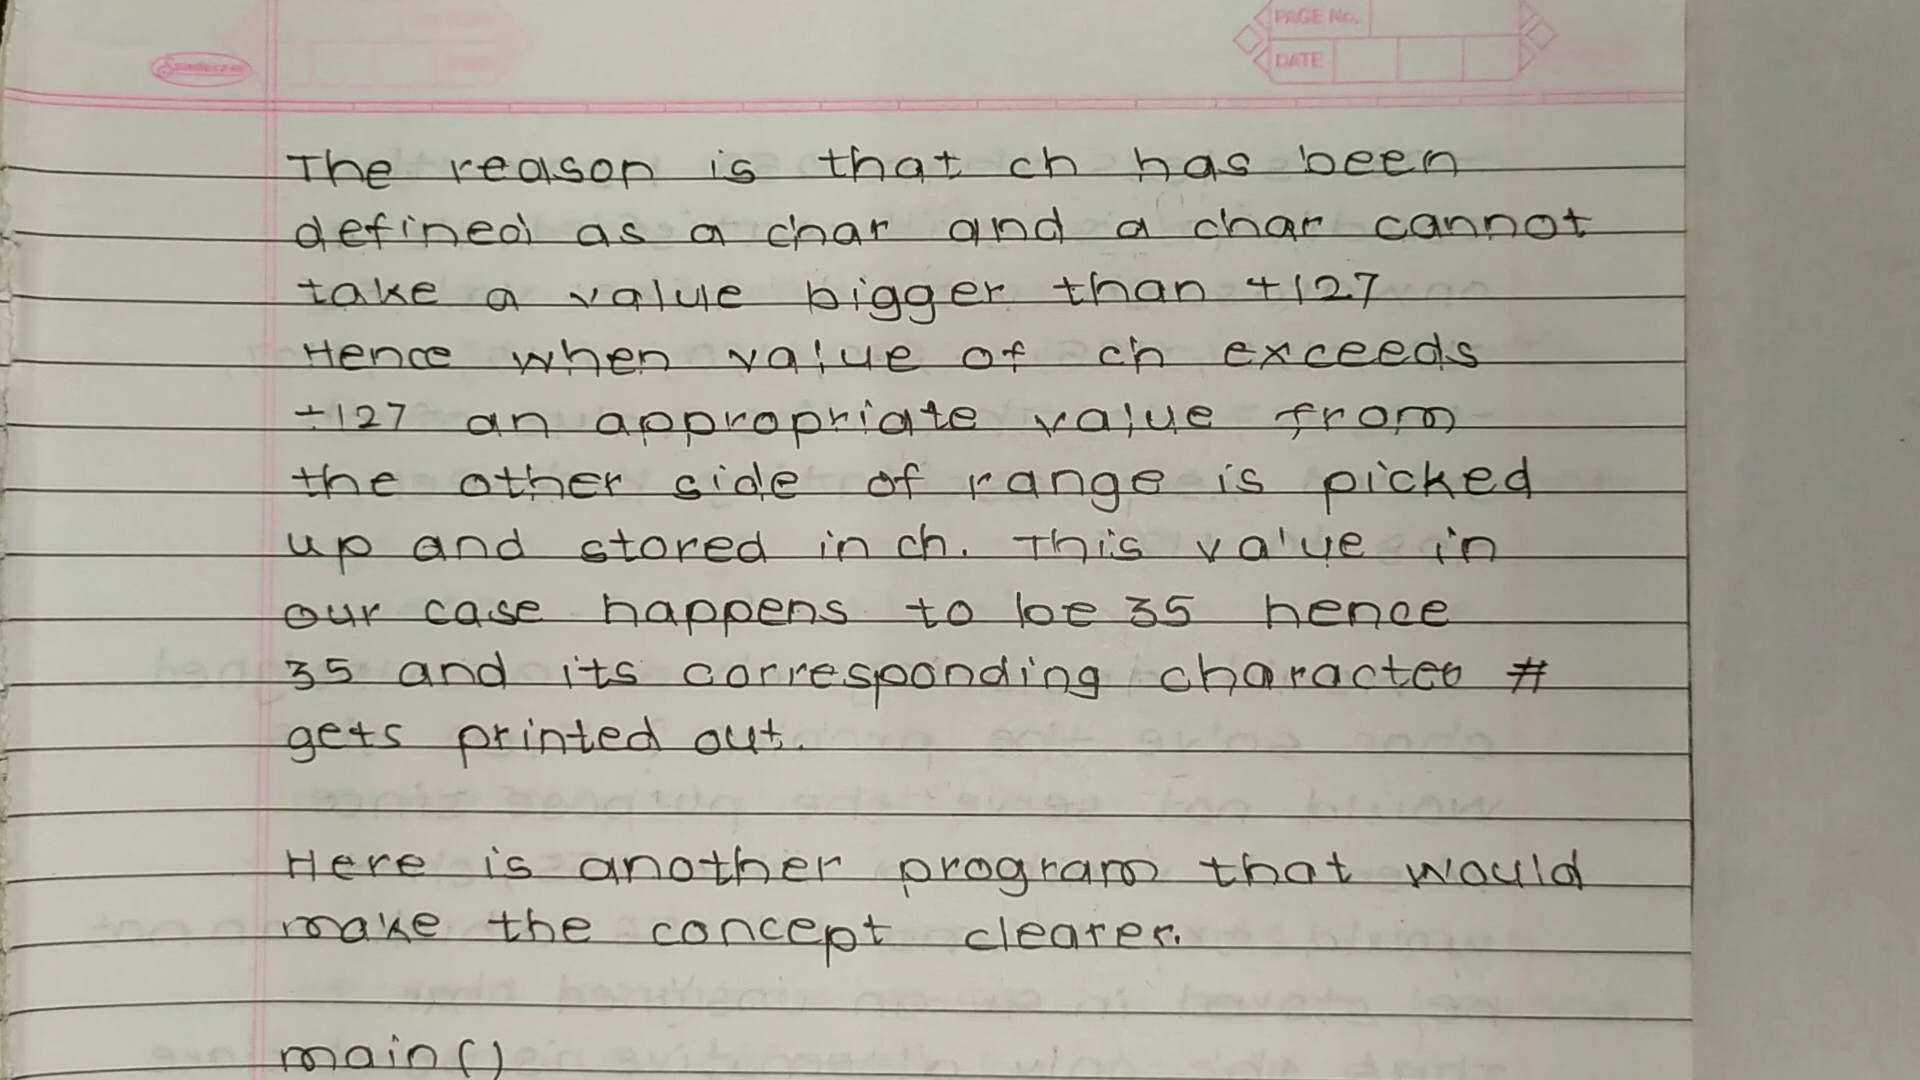 PAGE No.
DATE
The reason is that ch has been
defined as a char and a char cannot
take a value bigger than +127
Hence when value of ch exceeds
+127 an appropriate value from
the other side of range is picked
up and stored in ch. This value in
our case happens to be 35 hence
35 and its corresponding character #
gets printed out.
Here is another program that would
make the concept clearer.
main()